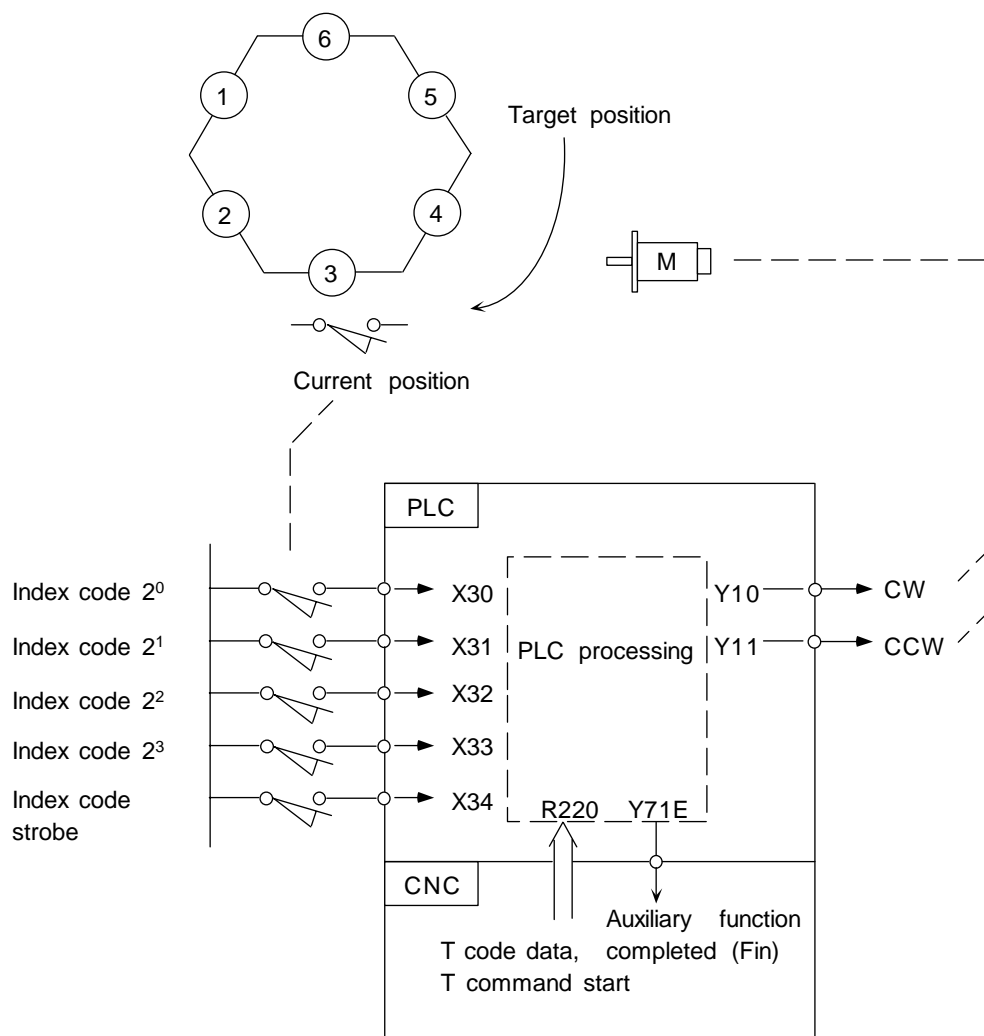 6
1
5
Target position
2
4
M
3
Current position
PLC
Index code 2⁰
X30
Y10
CW
Index code 2¹
X31
PLC processing
Y11
CCW
Index code 2²
X32
Index code 2³
X33
Index code
strobe
X34
R220
Y71E
CNC
T code data,
T command start
Auxiliary function
completed (Fin)